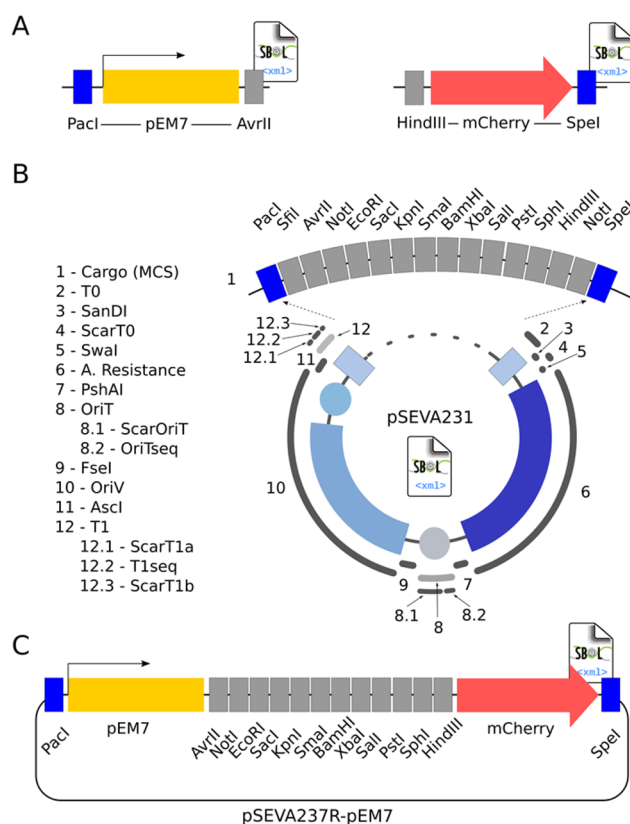 A
SBOL
<xml>
SBOL
<xml>
PacI pEM7 AvrII
HindIII mCherry SpeI
B
PacI
SfiI
AvrII
NotI
EcoRI
SacI
KpnI
SmaI
BamHI
XbaI
SalI
PstI
SphI
HindIII
NotI
SpeI
1
1 - Cargo (MCS)
2 - T0
3 - SanDI
4 - ScarT0
5 - SwaI
6 - A. Resistance
7 - PshAI
8 - OriT
8.1 - ScarOriT
8.2 - OriTseq
9 - FseI
10 - OriV
11 - AscI
12 - T1
12.1 - ScarT1a
12.2 - T1seq
12.3 - ScarT1b
12.3
12.2
12.1
12
11
2
3
4
5
pSEVA231
SBOL
<xml>
10
6
9
7
8.1
8
8.2
C
SBOL
<xml>
PacI
pEM7
AvrII
NotI
EcoRI
SacI
KpnI
SmaI
BamHI
XbaI
SalI
PstI
SphI
HindIII
mCherry
SpeI
pSEVA237R-pEM7